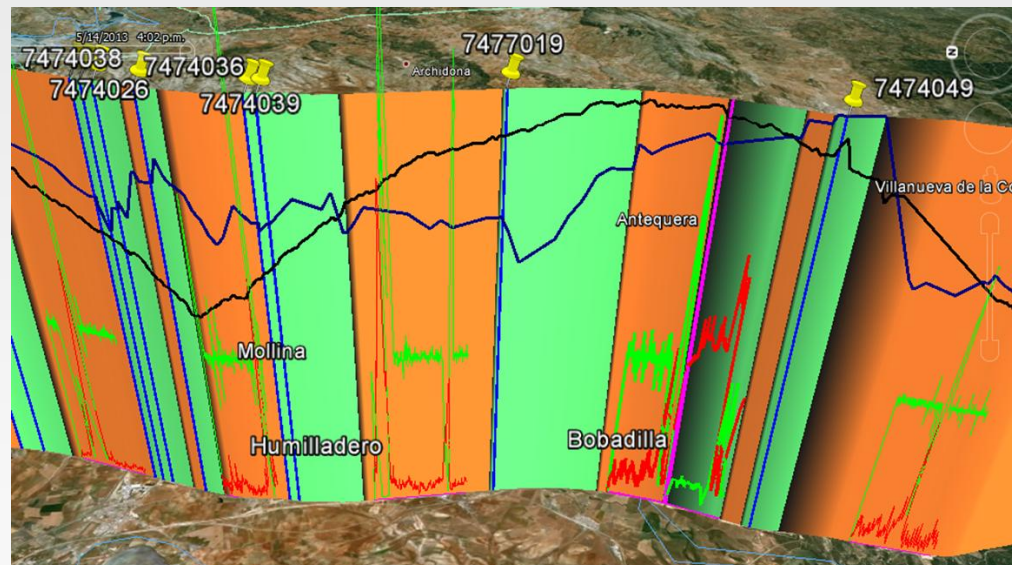 5/14/2013 4:02 p.m.
7474038
7474036
7477019
Archidona
7474026
7474039
7474049
Villanueva de la Co
Antequera
Mollina
Humilladero
Bobadilla